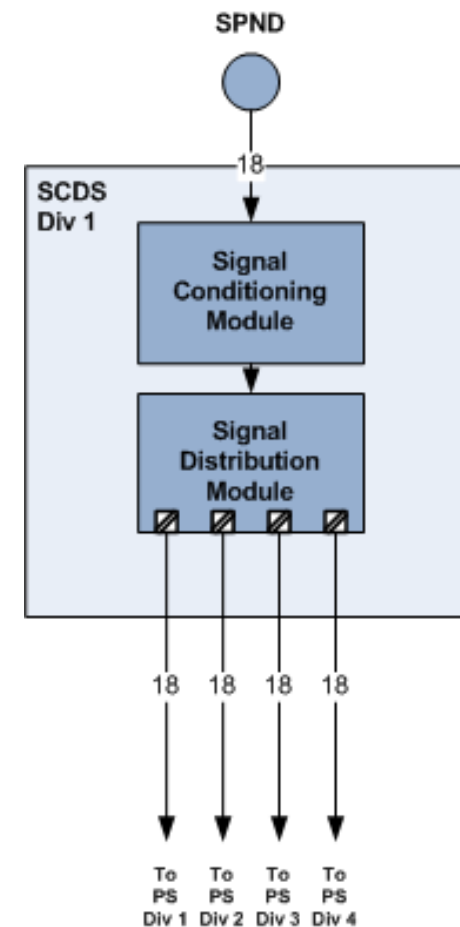 SPND
18
SCDS
Div 1
Signal
Conditioning
Module
Signal
Distribution
Module
18 18 18 18
To To To To
PS PS PS PS
Div 1 Div 2 Div 3 Div 4